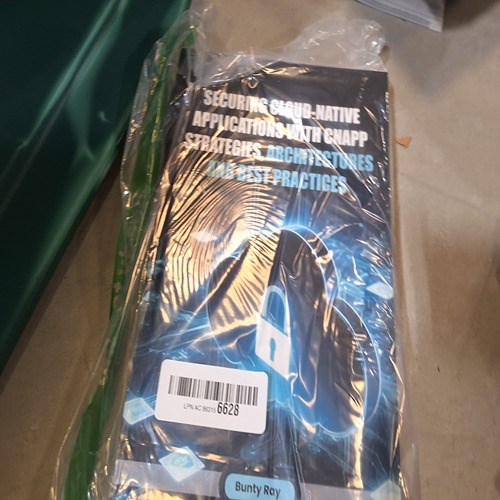 SECURING CLOUD-NATIVE
APPLICATIONS WITH CNAPP
STRATEGIES, ARCHITECTURES
AND BEST PRACTICES
6628
Bunty Ray